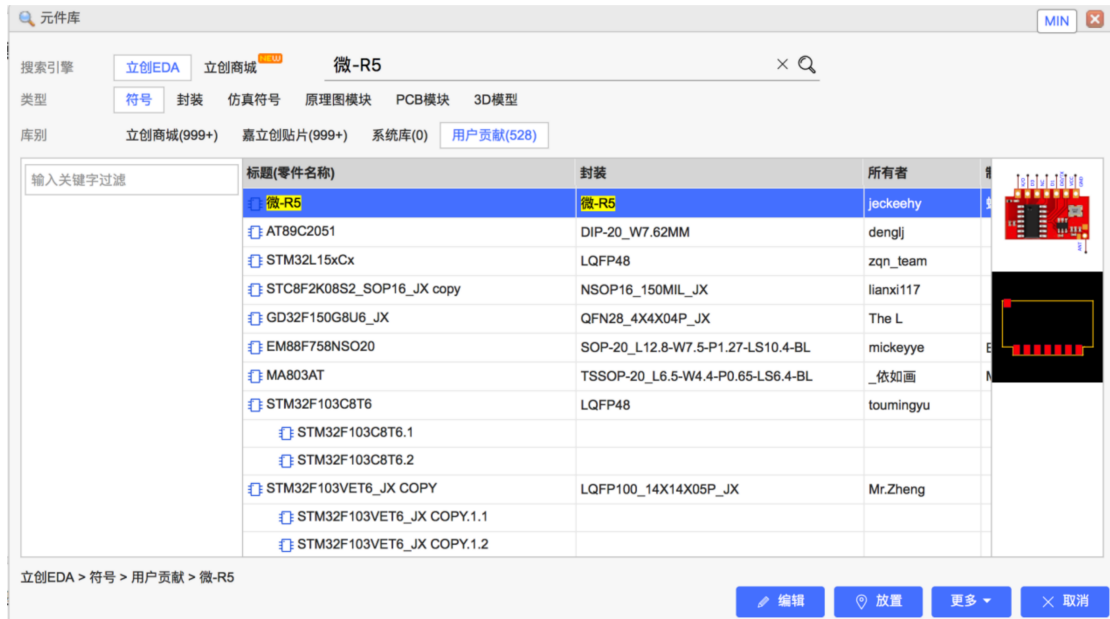 元件库 MIN
搜索引擎 立创EDA 立创商城 NEW 微-R5
类型 符号 封装 仿真符号 原理图模块 PCB模块 3D模型
库别 立创商城(999+) 嘉立创贴片(999+) 系统库(0) 用户贡献(528)
输入关键字过滤
标题(零件名称) 封装 所有者
微-R5 微-R5 jeckeehy
AT89C2051 DIP-20_W7.62MM denglj
STM32L15xCx LQFP48 zqn_team
STC8F2K08S2_SOP16_JX copy NSOP16_150MIL_JX lianxi117
GD32F150G8U6_JX QFN28_4X4X04P_JX The L
EM88F758NSO20 SOP-20_L12.8-W7.5-P1.27-LS10.4-BL mickeyye
MA803AT TSSOP-20_L6.5-W4.4-P0.65-LS6.4-BL _依如画
STM32F103C8T6 LQFP48 toumingyu
STM32F103C8T6.1
STM32F103C8T6.2
STM32F103VET6_JX COPY LQFP100_14X14X05P_JX Mr.Zheng
STM32F103VET6_JX COPY.1.1
STM32F103VET6_JX COPY.1.2
立创EDA > 符号 > 用户贡献 > 微-R5
编辑 放置 更多 取消